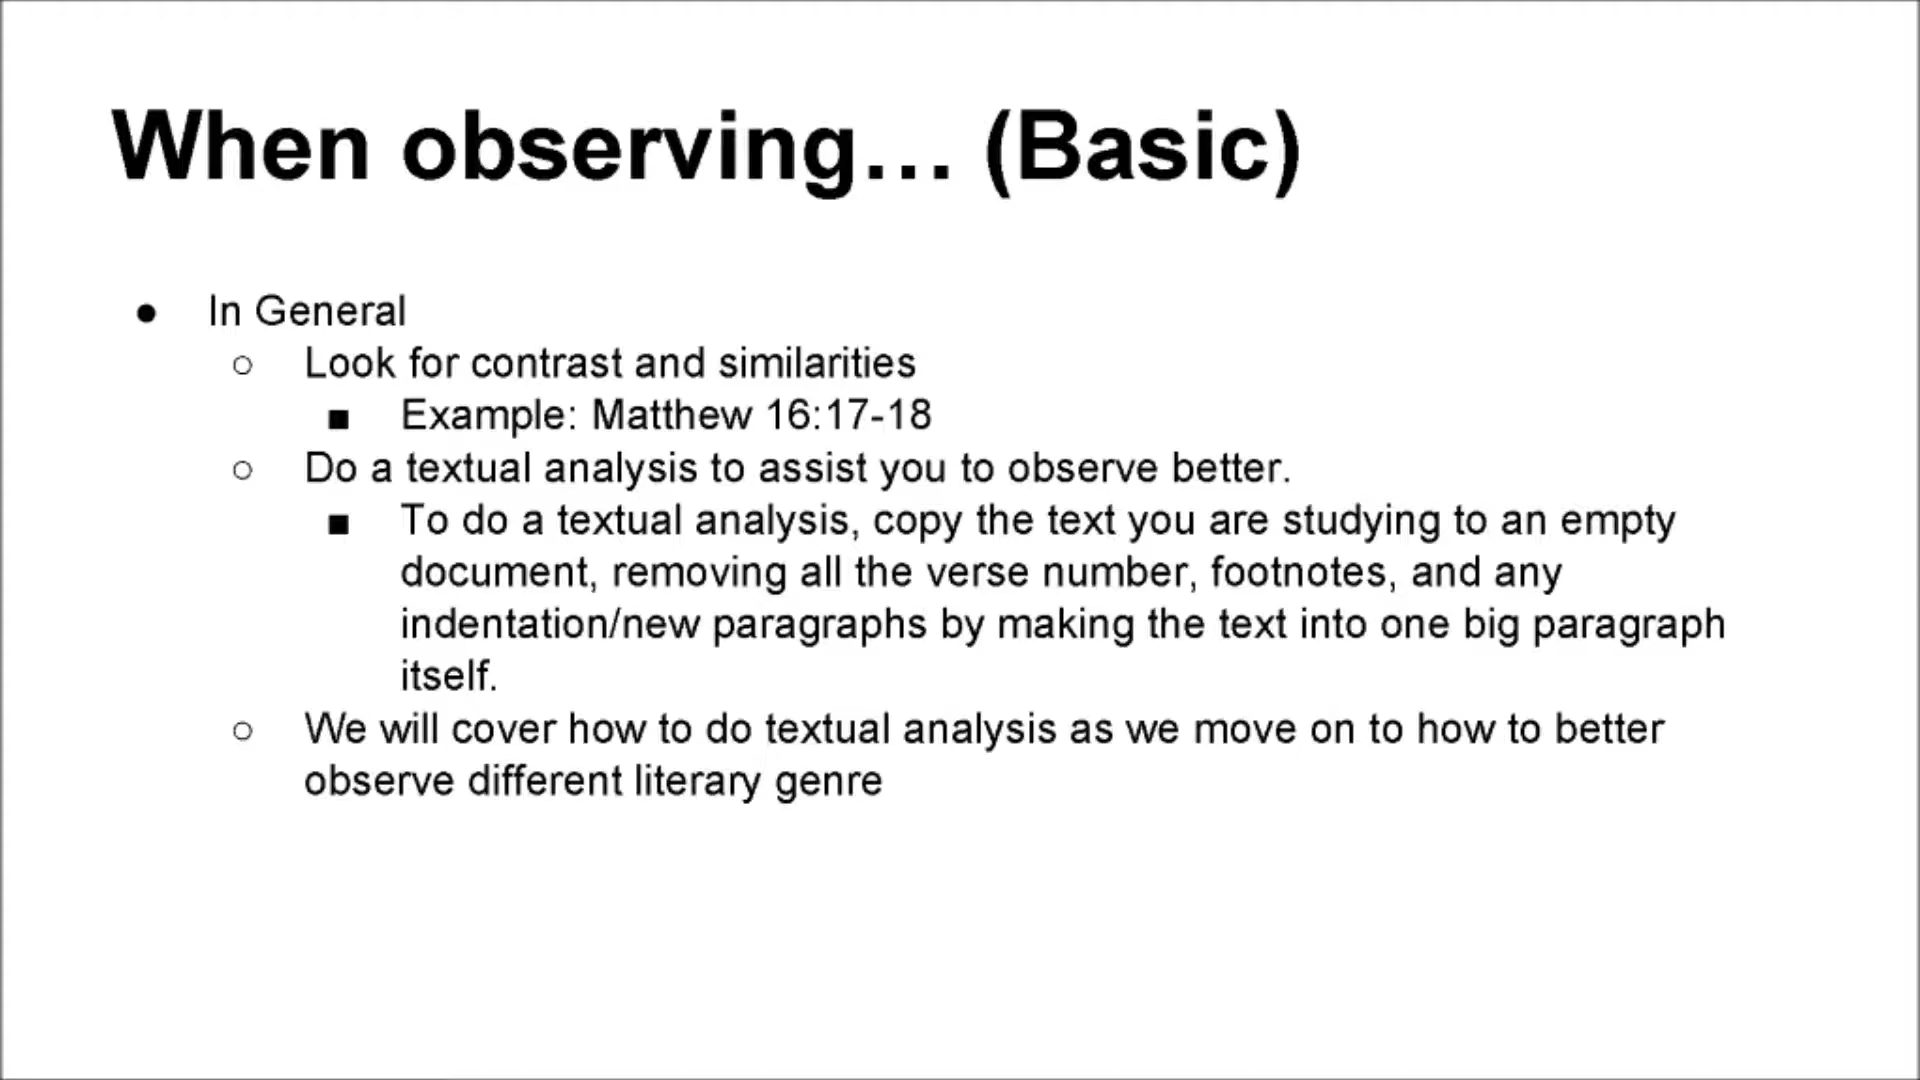 When observing… (Basic)
● In General
○ Look for contrast and similarities
■ Example: Matthew 16:17-18
○ Do a textual analysis to assist you to observe better.
■ To do a textual analysis, copy the text you are studying to an empty
document, removing all the verse number, footnotes, and any
indentation/new paragraphs by making the text into one big paragraph
itself.
○ We will cover how to do textual analysis as we move on to how to better
observe different literary genre